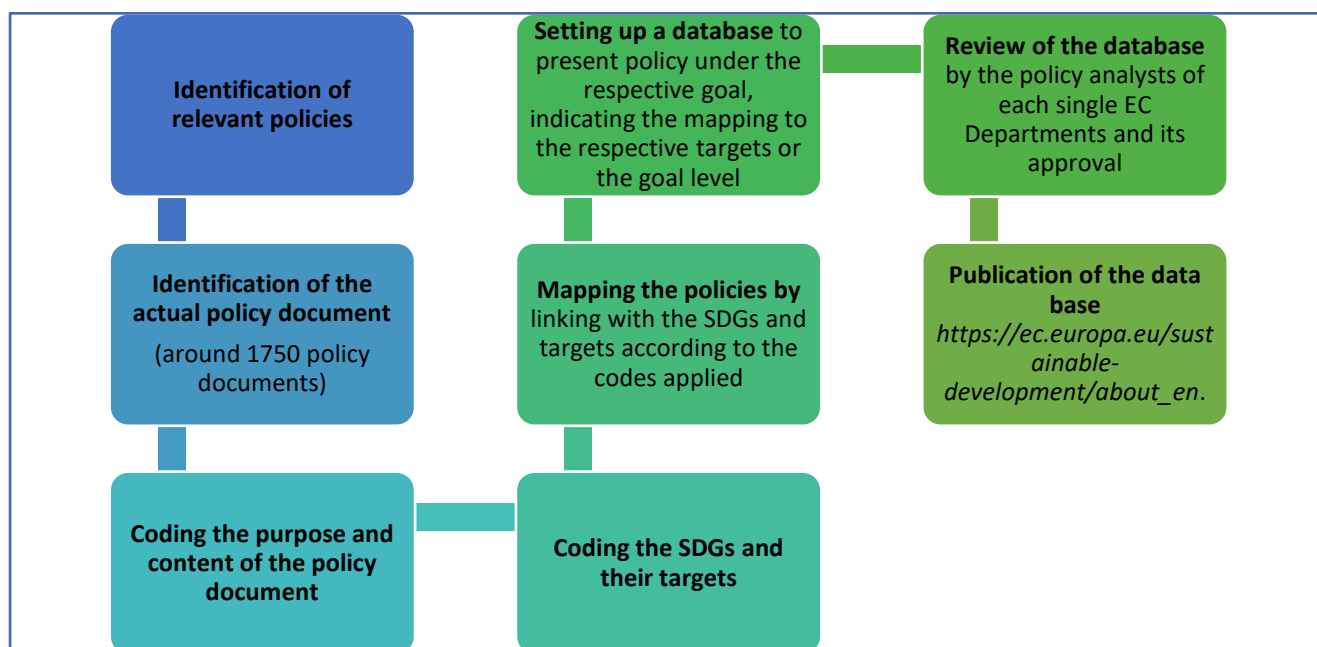 Identification of
relevant policies
Identification of the
actual policy document
(around 1750 policy
documents)
Coding the purpose and
content of the policy
document
Coding the SDGs and
their targets
Mapping the policies by
linking with the SDGs and
targets according to the
codes applied
Setting up a database to
present policy under the
respective goal,
indicating the mapping to
the respective targets or
the goal level
Review of the database
by the policy analysts of
each single EC
Departments and its
approval
Publication of the data
base
https://ec.europa.eu/sust
ainable-
development/about_en.